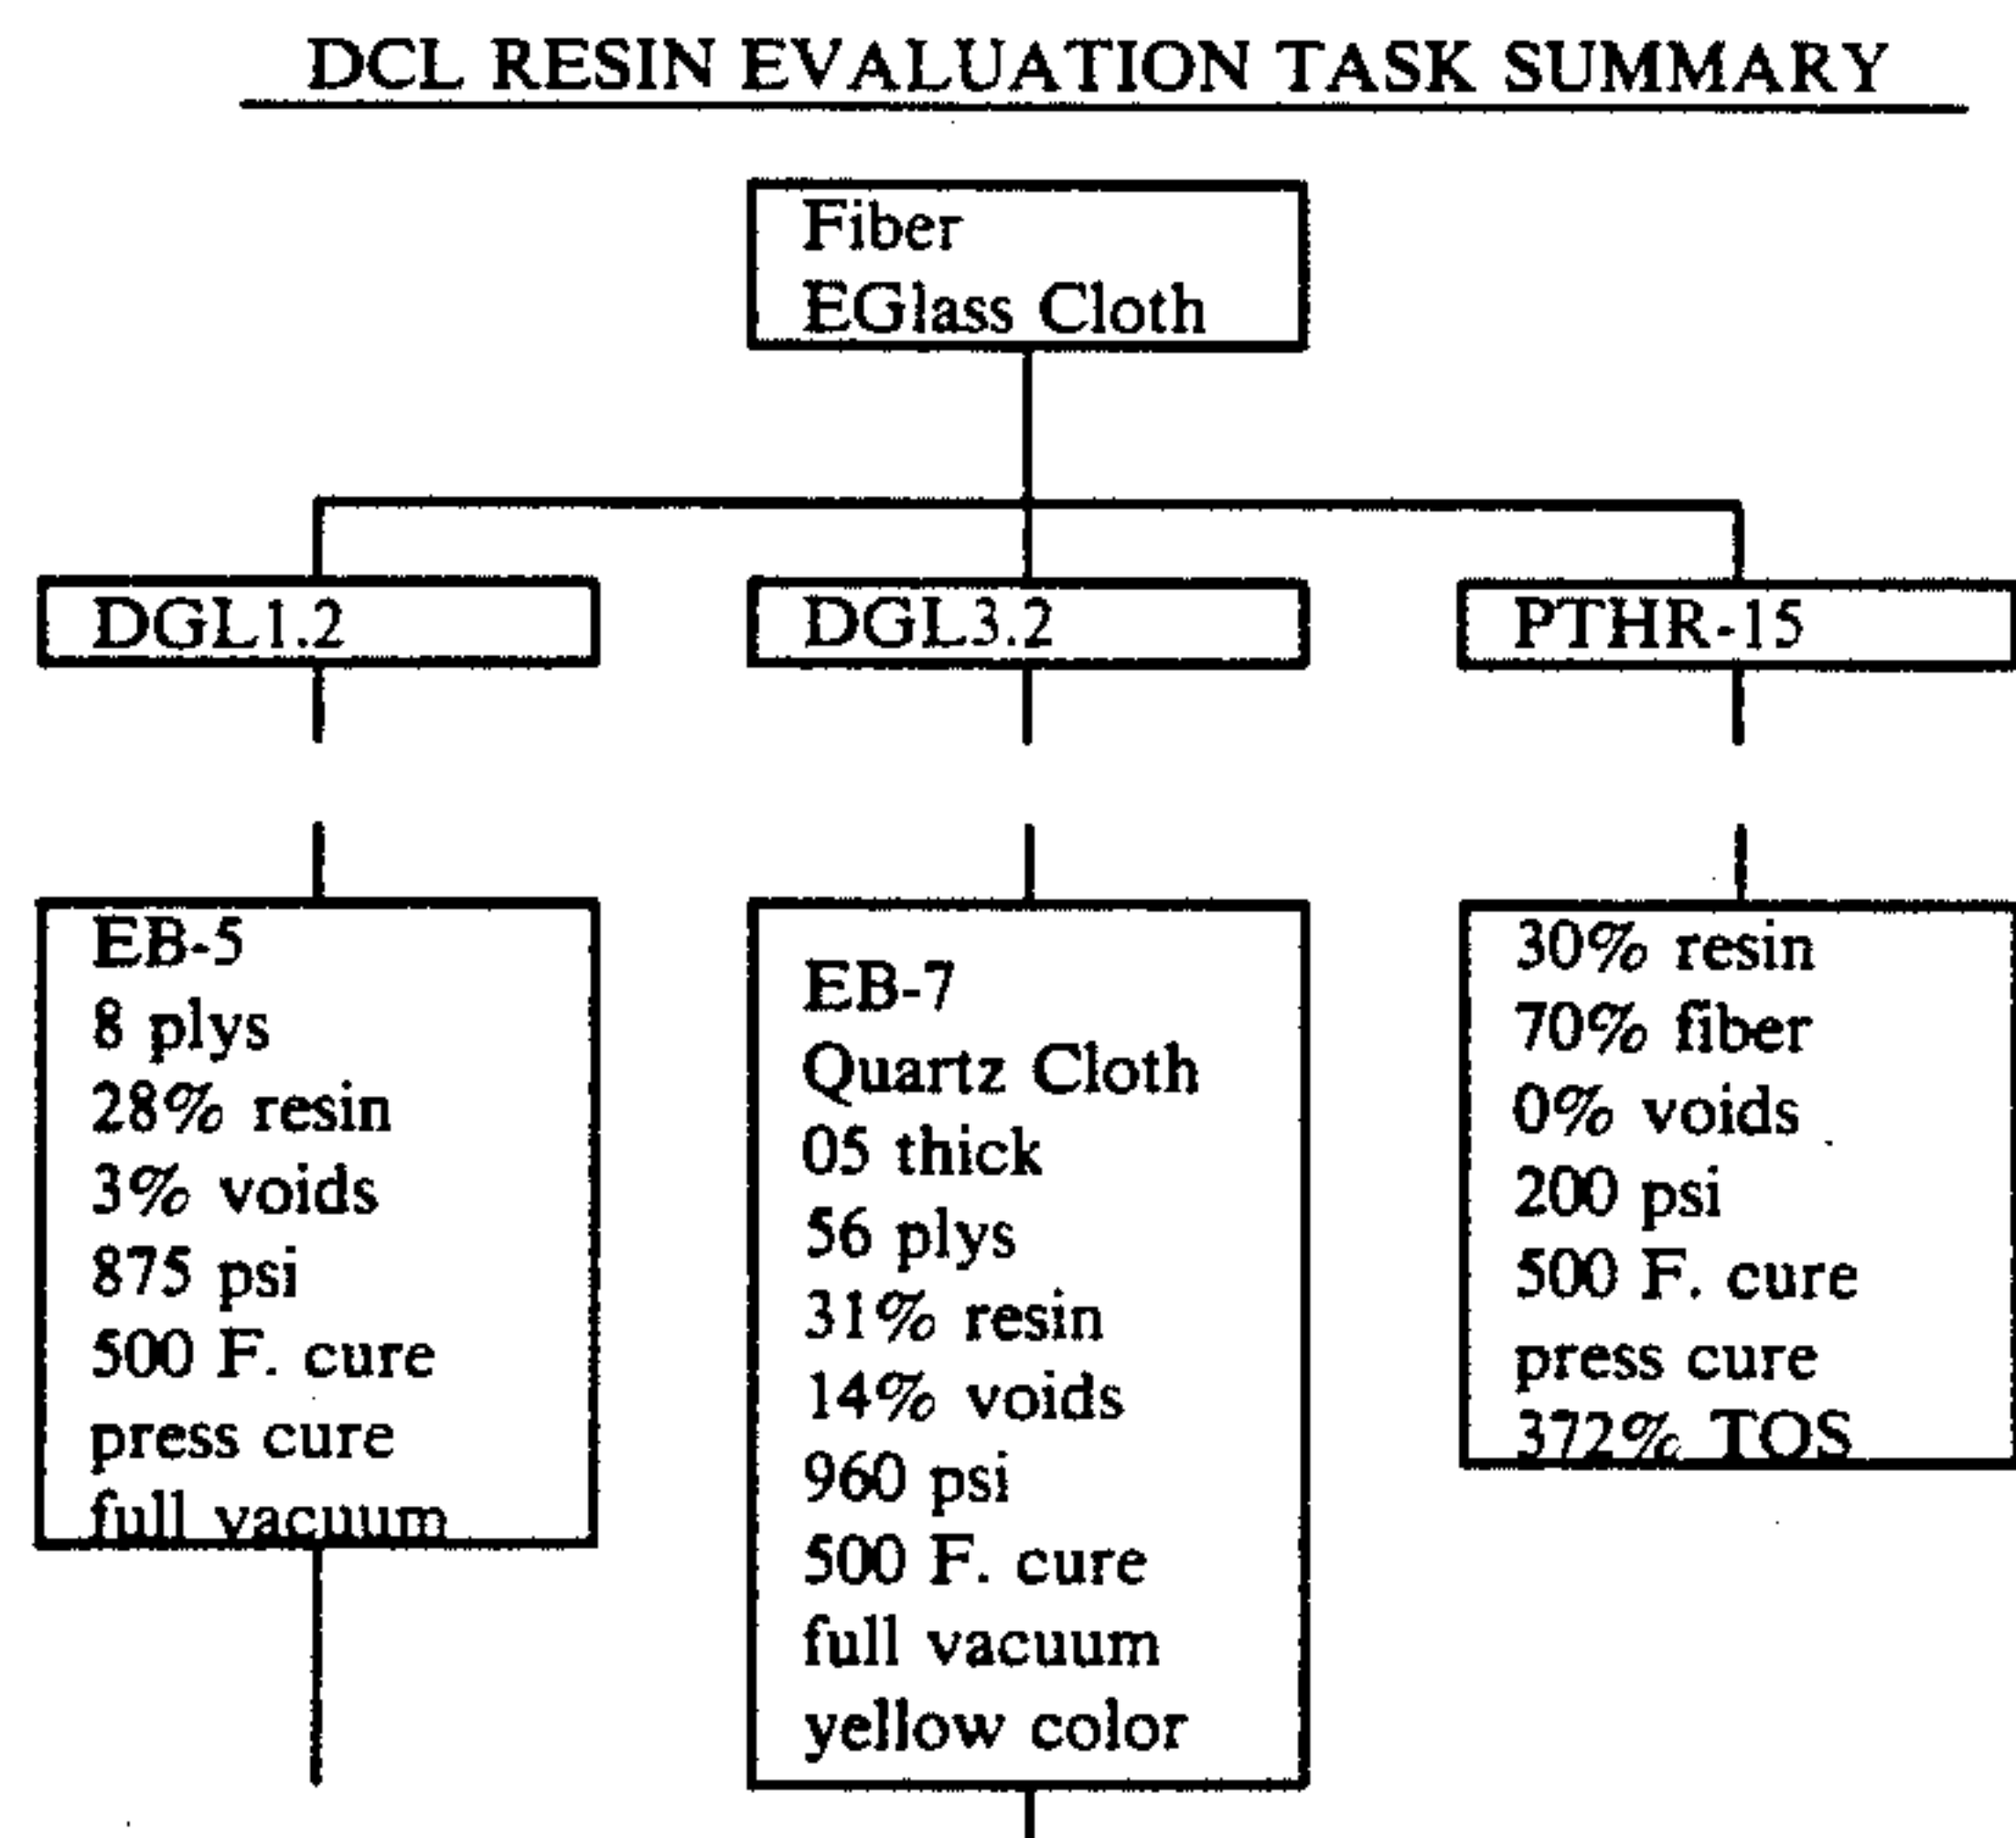 DCL RESIN EVALUATION TASK SUMMARY
Fiber
EGlass Cloth
DGL1.2
DGL3.2
PTHR-15
EB-5
8 plys
28% resin
3% voids
875 psi
500 F. cure
press cure
full vacuum
EB-7
Quartz Cloth
05 thick
56 plys
31% resin
14% voids
960 psi
500 F. cure
full vacuum
yellow color
30% resin
70% fiber
0% voids
200 psi
500 F. cure
press cure
372% TOS